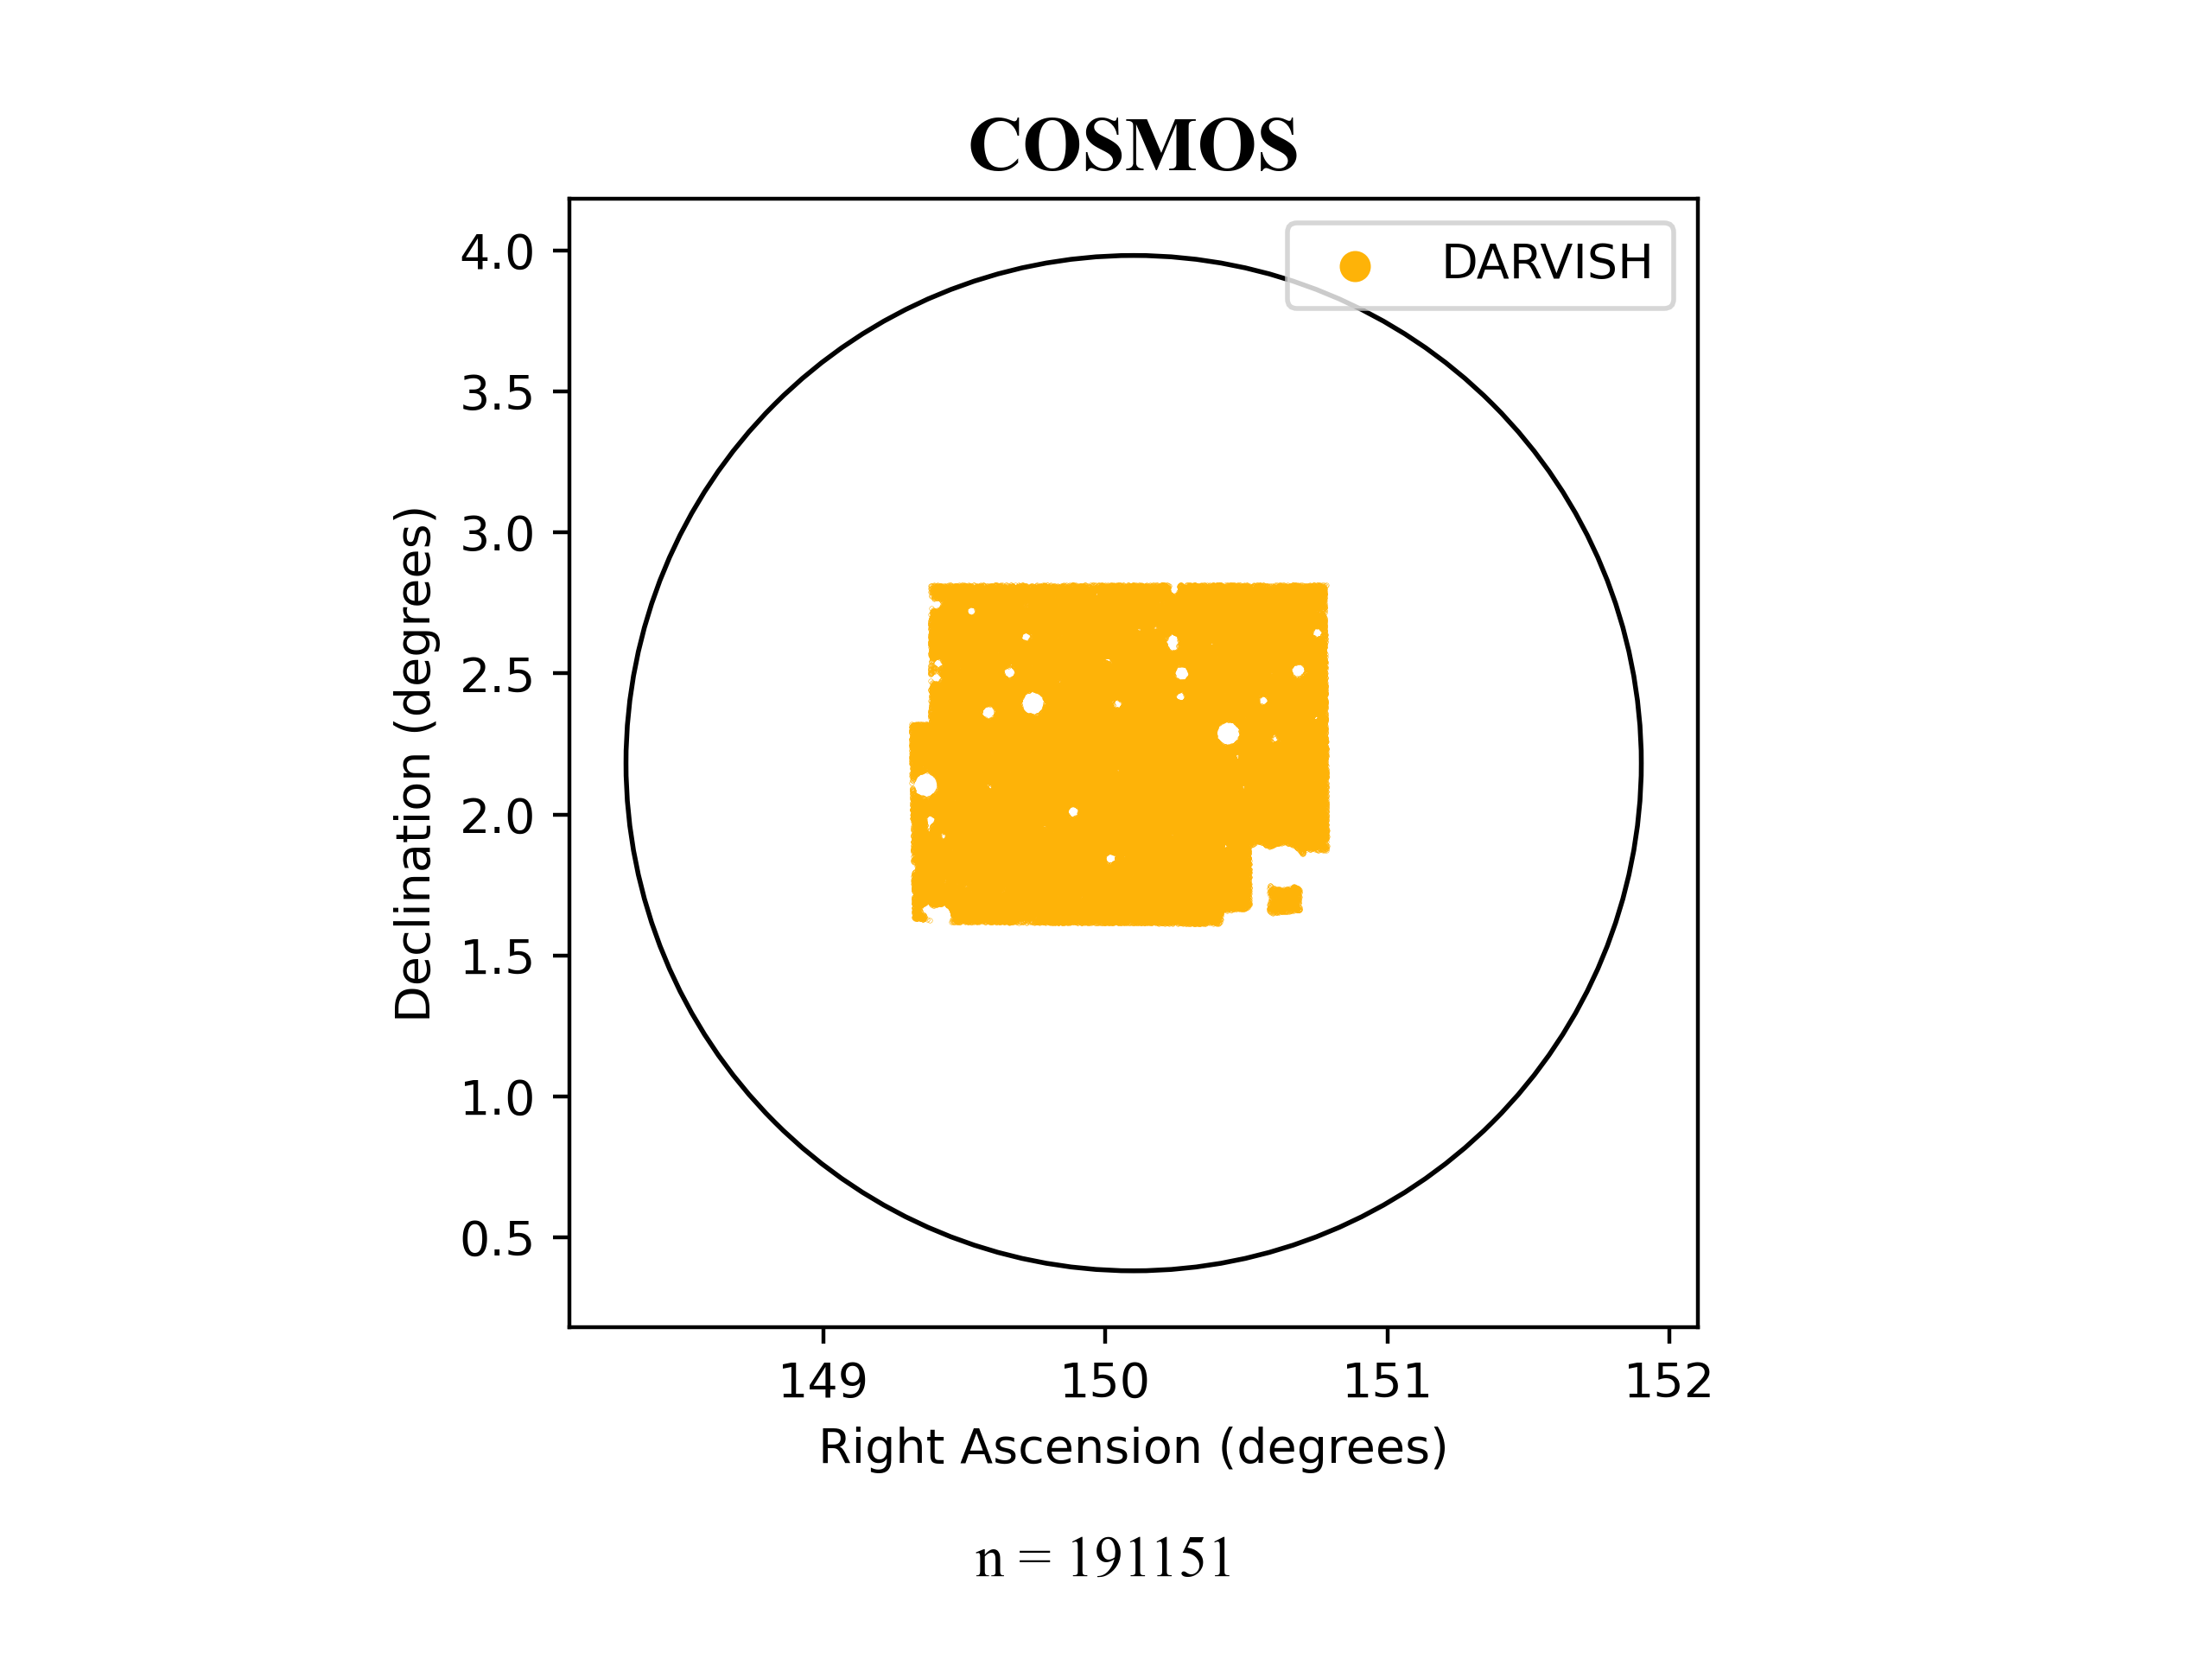 COSMOS
DARVISH
4.0
3.5
3.0
2.5
2.0
1.5
1.0
0.5
Declination (degrees)
149 150 151 152
Right Ascension (degrees)
n = 191151